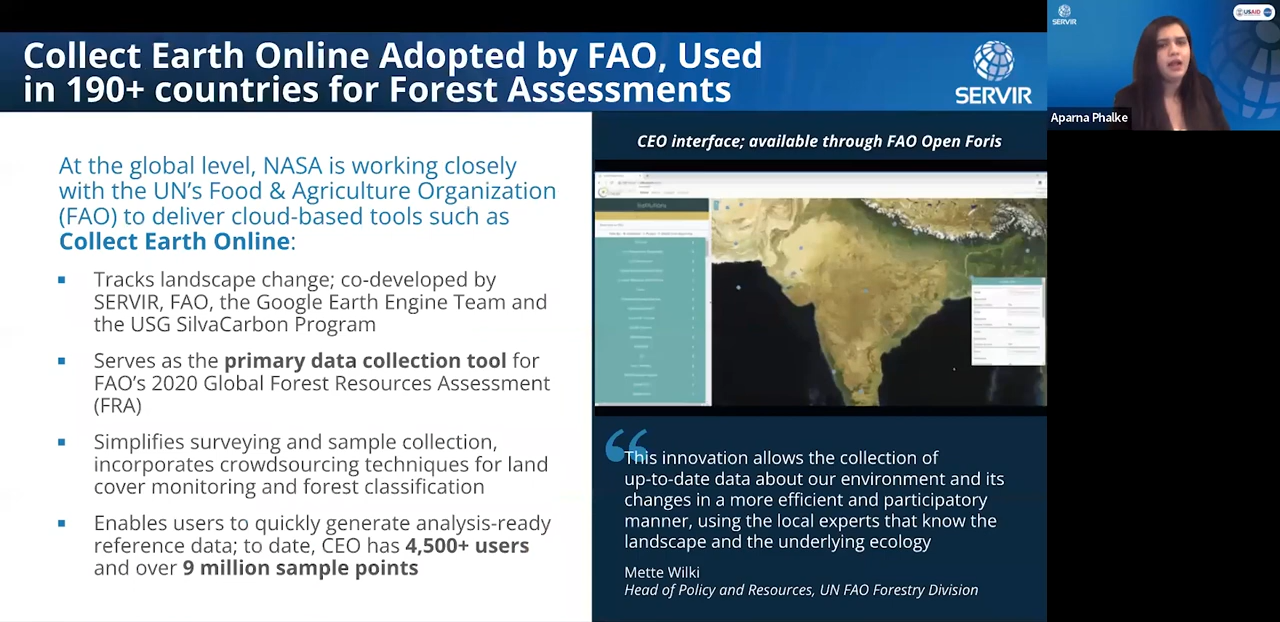 Collect Earth Online Adopted by FAO, Used
in 190+ countries for Forest Assessments
SERVIR
At the global level, NASA is working closely
with the UN's Food & Agriculture Organization
(FAO) to deliver cloud-based tools such as
Collect Earth Online:
Tracks landscape change; co-developed by
SERVIR, FAO, the Google Earth Engine Team and
the USG SilvaCarbon Program
Serves as the primary data collection tool for
FAO's 2020 Global Forest Resources Assessment
(FRA)
Simplifies surveying and sample collection,
incorporates crowdsourcing techniques for land
cover monitoring and forest classification
Enables users to quickly generate analysis-ready
reference data; to date, CEO has 4,500+ users
and over 9 million sample points
CEO interface; available through FAO Open Foris
“
This innovation allows the collection of
up-to-date data about our environment and its
changes in a more efficient and participatory
manner, using the local experts that know the
landscape and the underlying ecology
Mette Wilki
Head of Policy and Resources, UN FAO Forestry Division
SERVIR
USAID
Aparna Phalke